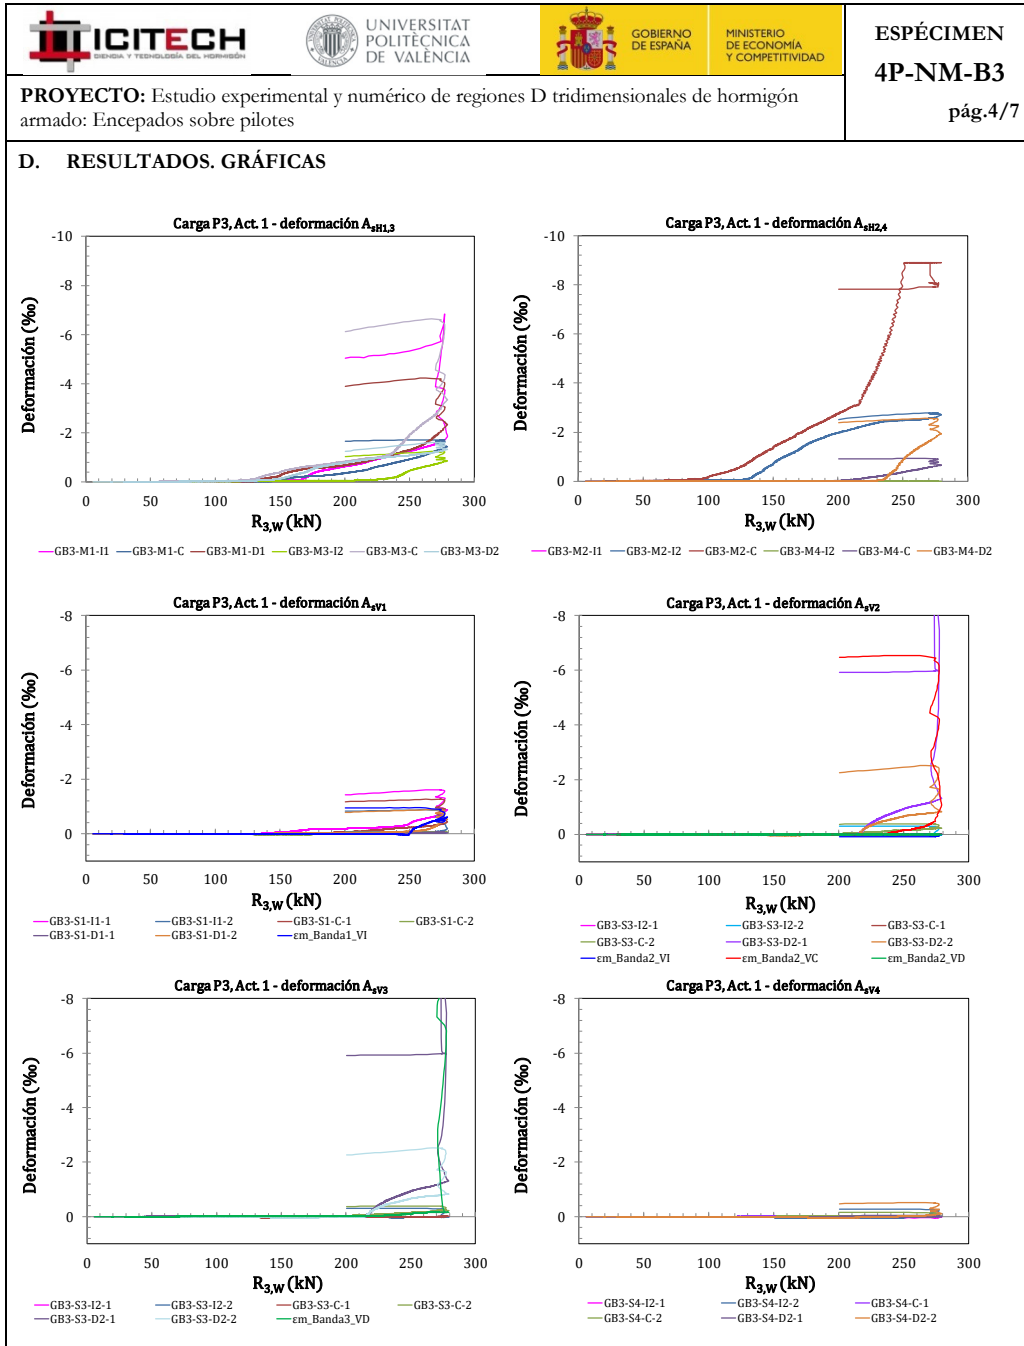 ICITECH
CIENCIA Y TECNOLOGÍA DEL HORMIGÓN
UNIVERSITAT
POLITÈCNICA
DE VALÈNCIA
GOBIERNO
DE ESPAÑA
MINISTERIO
DE ECONOMÍA
Y COMPETITIVIDAD
ESPÉCIMEN
4P-NM-B3
pág.4/7
PROYECTO: Estudio experimental y numérico de regiones D tridimensionales de hormigón
armado: Encepados sobre pilotes
D. RESULTADOS. GRÁFICAS
Carga P3, Act. 1 - deformación AsH1,3
Deformación (‰)
-10
-8
-6
-4
-2
0
0 50 100 150 200 250 300
R3,W (kN)
GB3-M1-I1 GB3-M1-C GB3-M1-D1 GB3-M3-I2 GB3-M3-C GB3-M3-D2
Carga P3, Act. 1 - deformación AsH2,4
Deformación (‰)
-10
-8
-6
-4
-2
0
0 50 100 150 200 250 300
R3,W (kN)
GB3-M2-I1 GB3-M2-I2 GB3-M2-C GB3-M4-I2 GB3-M4-C GB3-M4-D2
Carga P3, Act. 1 - deformación AsV1
Deformación (‰)
-8
-6
-4
-2
0
0 50 100 150 200 250 300
R3,W (kN)
GB3-S1-I1-1 GB3-S1-I1-2 GB3-S1-C-1 GB3-S1-C-2
GB3-S1-D1-1 GB3-S1-D1-2 εm_Banda1_VI
Carga P3, Act. 1 - deformación AsV2
Deformación (‰)
-8
-6
-4
-2
0
0 50 100 150 200 250 300
R3,W (kN)
GB3-S3-I2-1 GB3-S3-I2-2 GB3-S3-C-1
GB3-S3-C-2 GB3-S3-D2-1 GB3-S3-D2-2
εm_Banda2_VI εm_Banda2_VC εm_Banda2_VD
Carga P3, Act. 1 - deformación AsV3
Deformación (‰)
-8
-6
-4
-2
0
0 50 100 150 200 250 300
R3,W (kN)
GB3-S3-I2-1 GB3-S3-I2-2 GB3-S3-C-1 GB3-S3-C-2
GB3-S3-D2-1 GB3-S3-D2-2 εm_Banda3_VD
Carga P3, Act. 1 - deformación AsV4
Deformación (‰)
-8
-6
-4
-2
0
0 50 100 150 200 250 300
R3,W (kN)
GB3-S4-I2-1 GB3-S4-I2-2 GB3-S4-C-1
GB3-S4-C-2 GB3-S4-D2-1 GB3-S4-D2-2